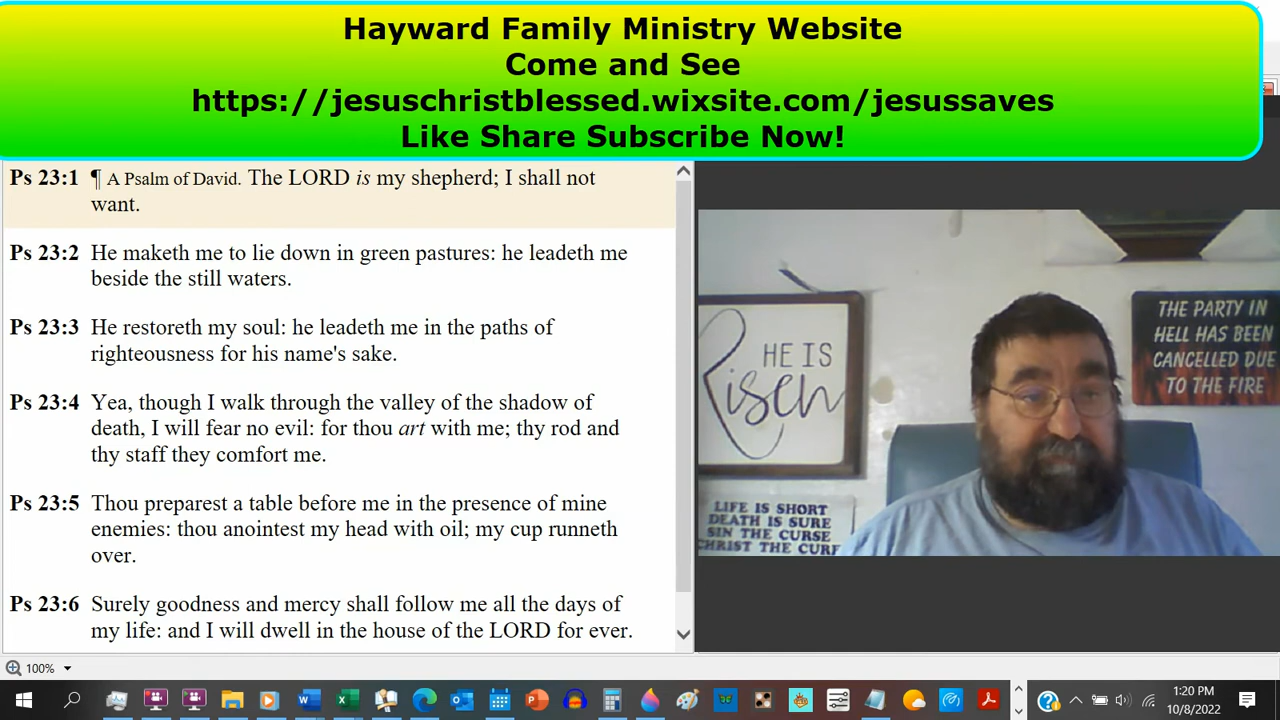 Hayward Family Ministry Website
Come and See
https://jesuschristblessed.wixsite.com/jesussaves
Like Share Subscribe Now!
Ps 23:1 ¶ A Psalm of David. The LORD is my shepherd; I shall not
want.
Ps 23:2 He maketh me to lie down in green pastures: he leadeth me
beside the still waters.
Ps 23:3 He restoreth my soul: he leadeth me in the paths of
righteousness for his name's sake.
Ps 23:4 Yea, though I walk through the valley of the shadow of
death, I will fear no evil: for thou art with me; thy rod and
thy staff they comfort me.
Ps 23:5 Thou preparest a table before me in the presence of mine
enemies: thou anointest my head with oil; my cup runneth
over.
Ps 23:6 Surely goodness and mercy shall follow me all the days of
my life: and I will dwell in the house of the LORD for ever.
HE IS
Risen
THE PARTY IN
HELL HAS BEEN
CANCELLED DUE
TO THE FIRE
LIFE IS SHORT
DEATH IS SURE
SIN THE CURSE
CHRIST THE CURE
100%
1:20 PM
10/8/2022